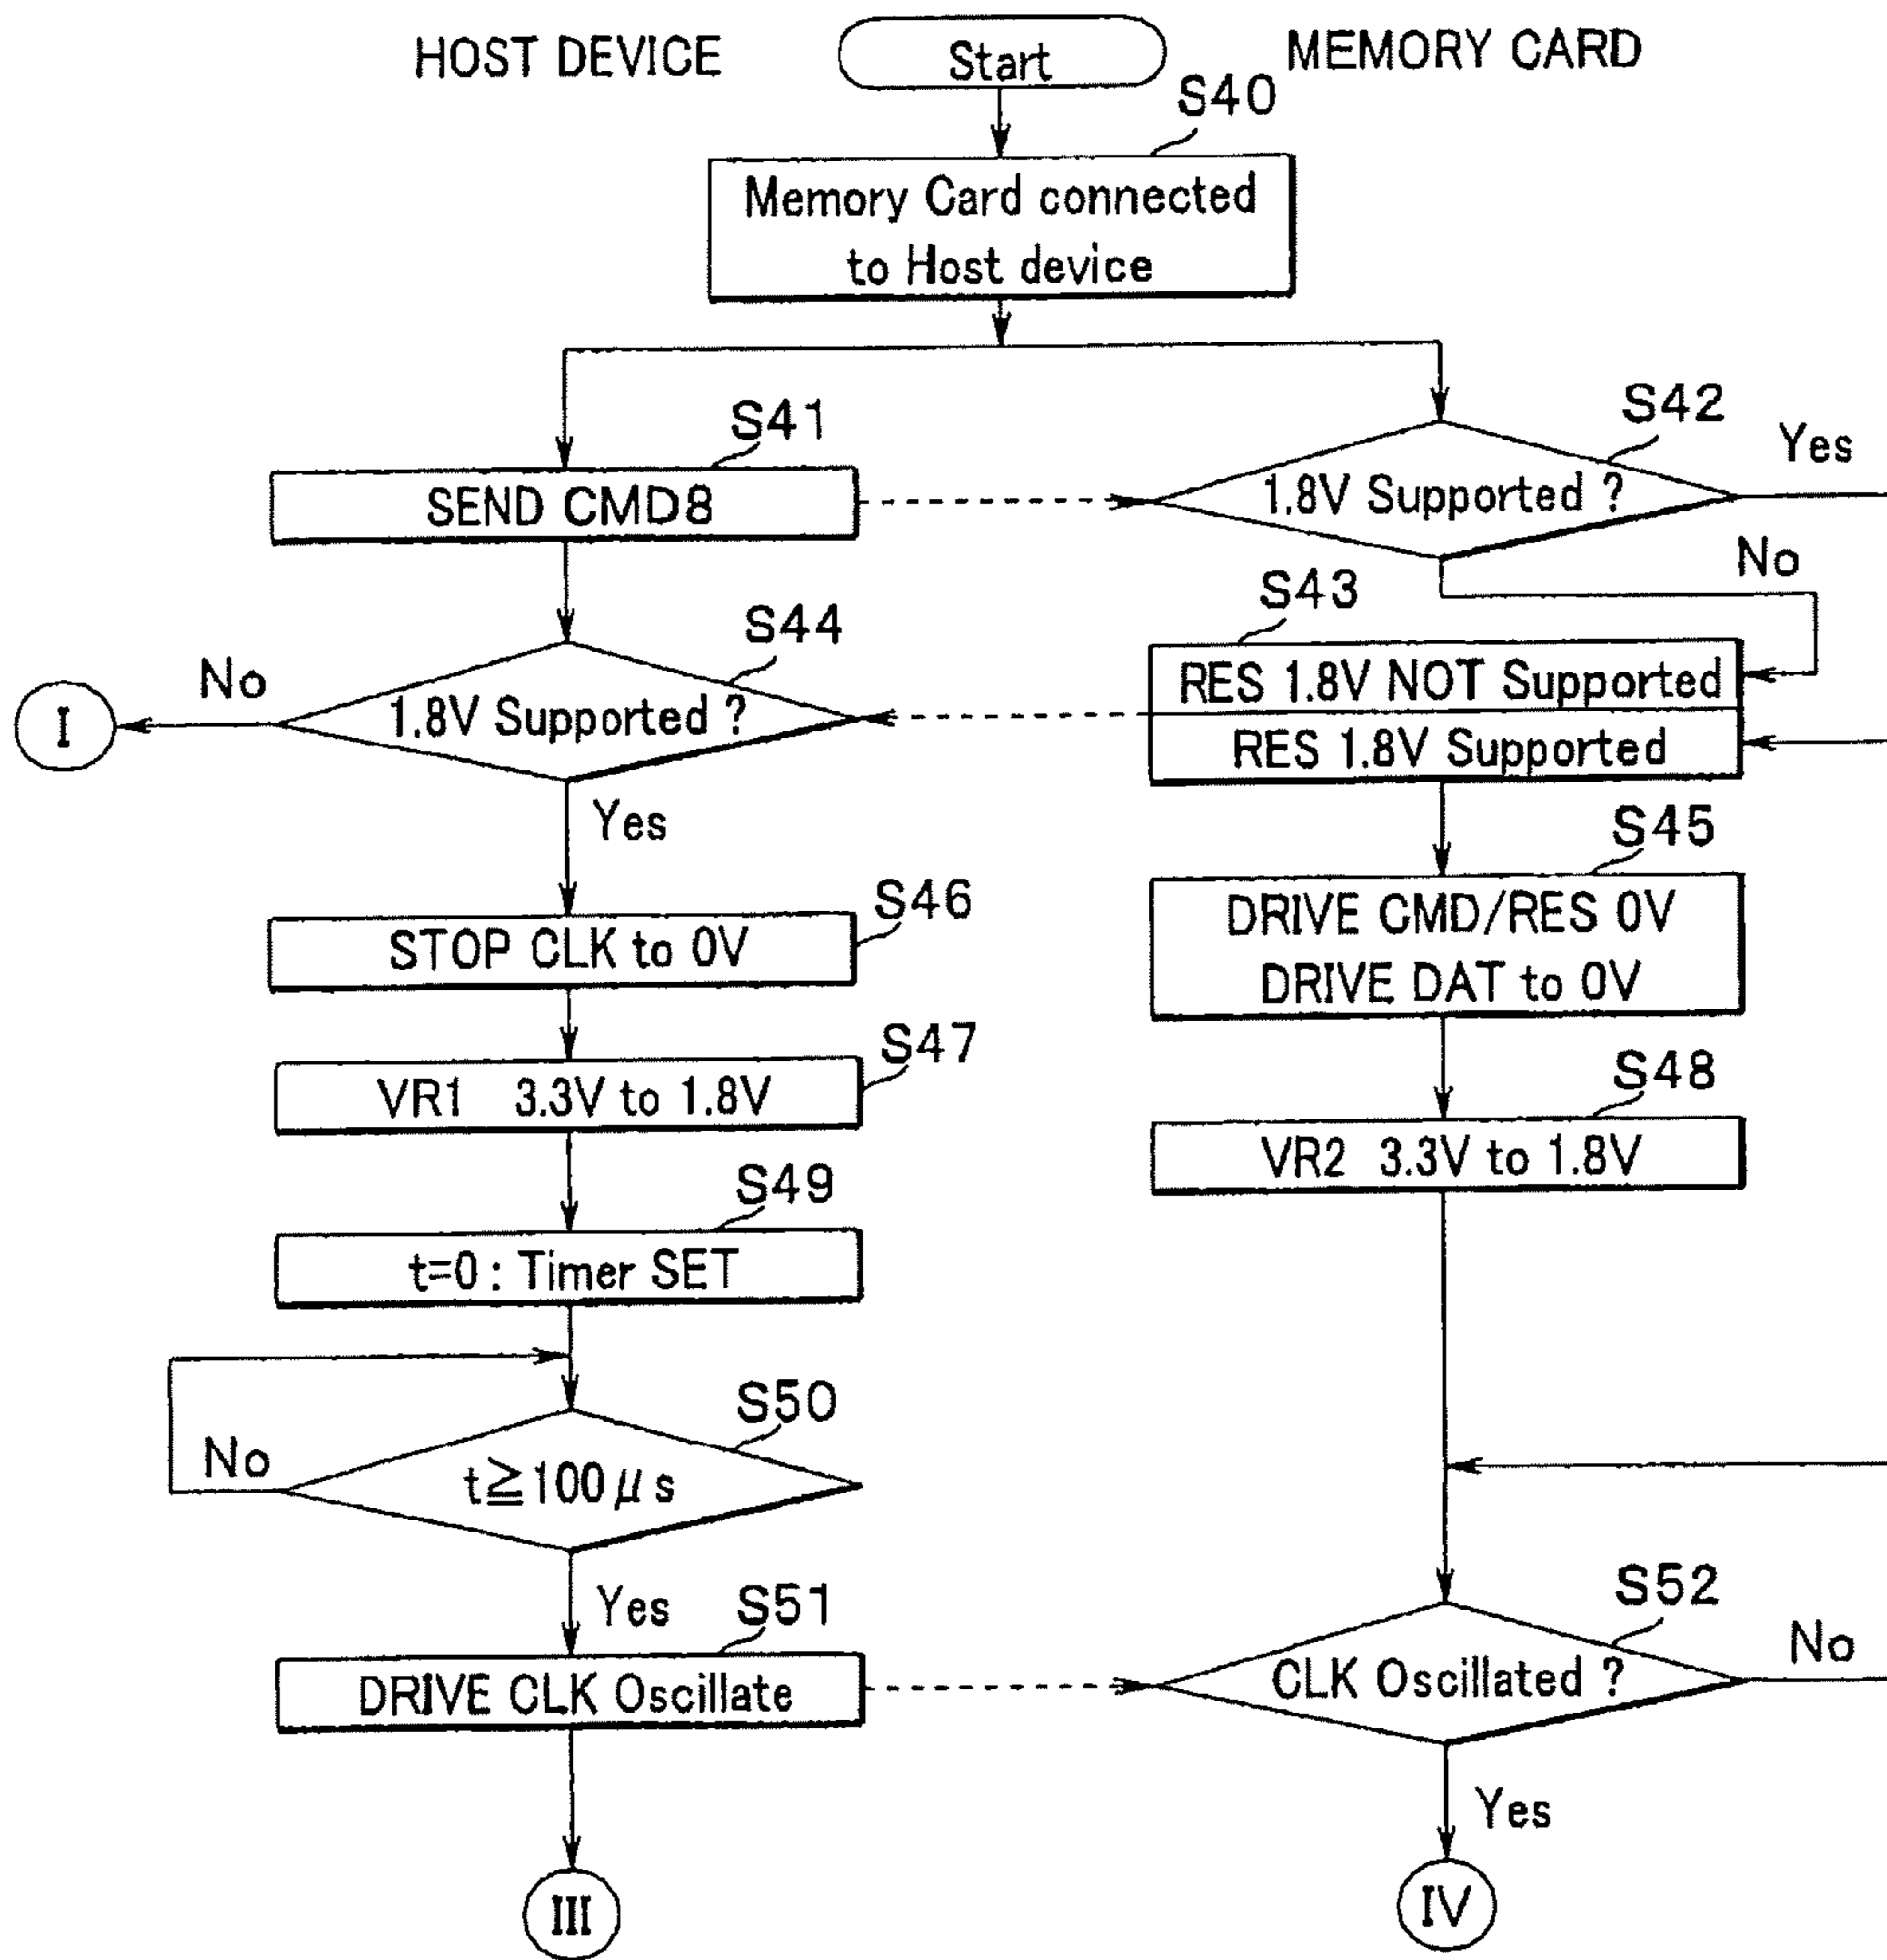 HOST DEVICE
Start
MEMORY CARD
S40
Memory Card connected
to Host device
S41
SEND CMD8
S42
1.8V Supported ?
Yes
No
S43
RES 1.8V NOT Supported
RES 1.8V Supported
S44
1.8V Supported ?
No
I
Yes
S45
DRIVE CMD/RES 0V
DRIVE DAT to 0V
S46
STOP CLK to 0V
S47
VR1 3.3V to 1.8V
S48
VR2 3.3V to 1.8V
S49
t=0 : Timer SET
S50
t≧100μs
No
Yes
S51
DRIVE CLK Oscillate
S52
CLK Oscillated ?
No
Yes
III
IV